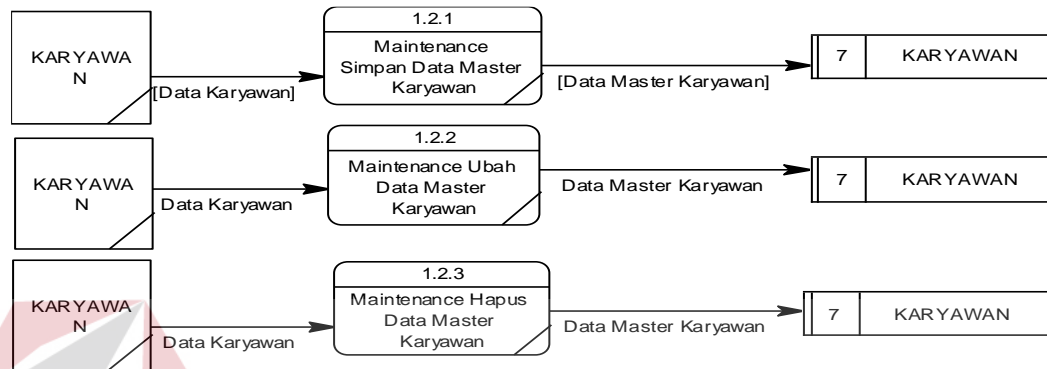 KARYAWA
N
[Data Karyawan]
1.2.1
Maintenance
Simpan Data Master
Karyawan
[Data Master Karyawan]
7 KARYAWAN
KARYAWA
N
Data Karyawan
1.2.2
Maintenance Ubah
Data Master
Karyawan
Data Master Karyawan
7 KARYAWAN
KARYAWA
N
Data Karyawan
1.2.3
Maintenance Hapus
Data Master
Karyawan
Data Master Karyawan
7 KARYAWAN